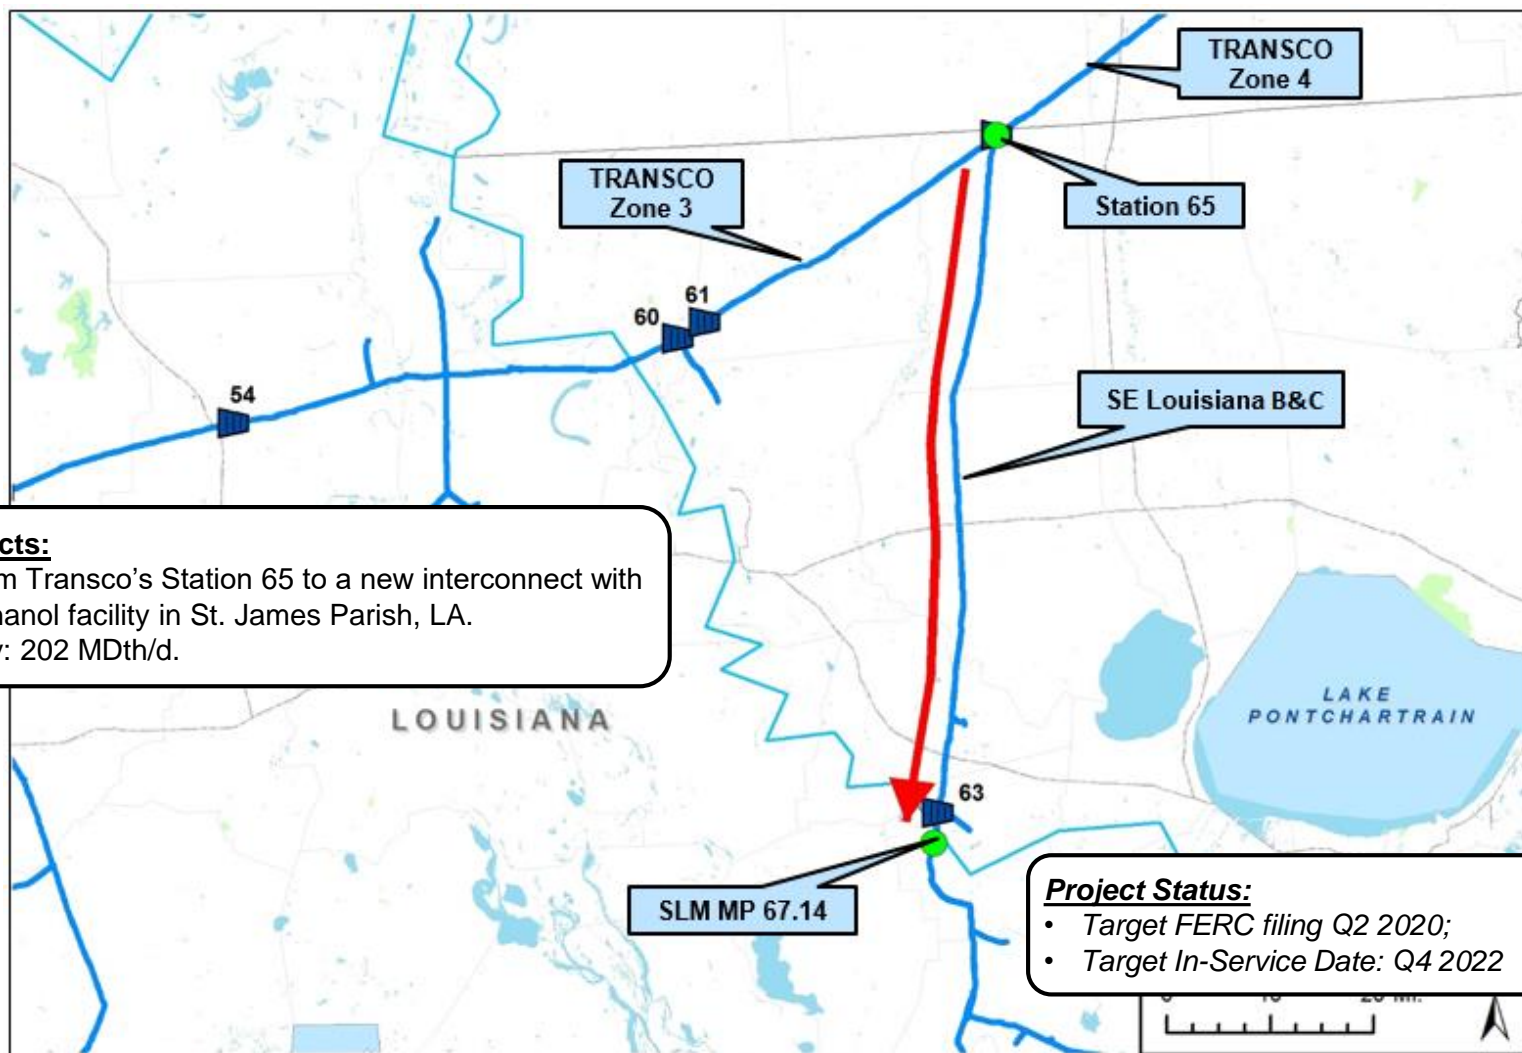 TRANSCO
Zone 4
TRANSCO
Zone 3
Station 65
61
60
54
SE Louisiana B&C
cts:
m Transco’s Station 65 to a new interconnect with
hanol facility in St. James Parish, LA.
: 202 MDth/d.
LOUISIANA
LAKE
PONTCHARTRAIN
63
SLM MP 67.14
Project Status:
• Target FERC filing Q2 2020;
• Target In-Service Date: Q4 2022